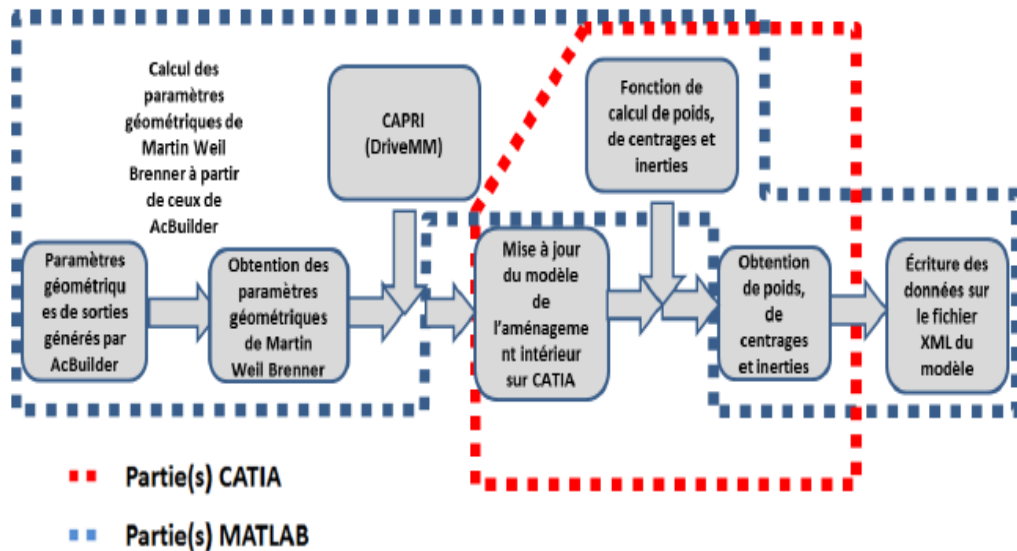 Calcul des
paramètres
géométriques de
Martin Weil
Brenner à partir
de ceux de
AcBuilder
CAPRI
(DriveMM)
Fonction de
calcul de poids,
de centrages et
inerties
Paramètres
géométriqu
es de sorties
générés par
AcBuilder
Obtention des
paramètres
géométriques
de Martin
Weil Brenner
Mise à jour
du modèle
de
l'aménageme
nt intérieur
sur CATIA
Obtention
de poids,
de
centrages
et inerties
Écriture des
données sur
le fichier
XML du
modèle
Partie(s) CATIA
Partie(s) MATLAB